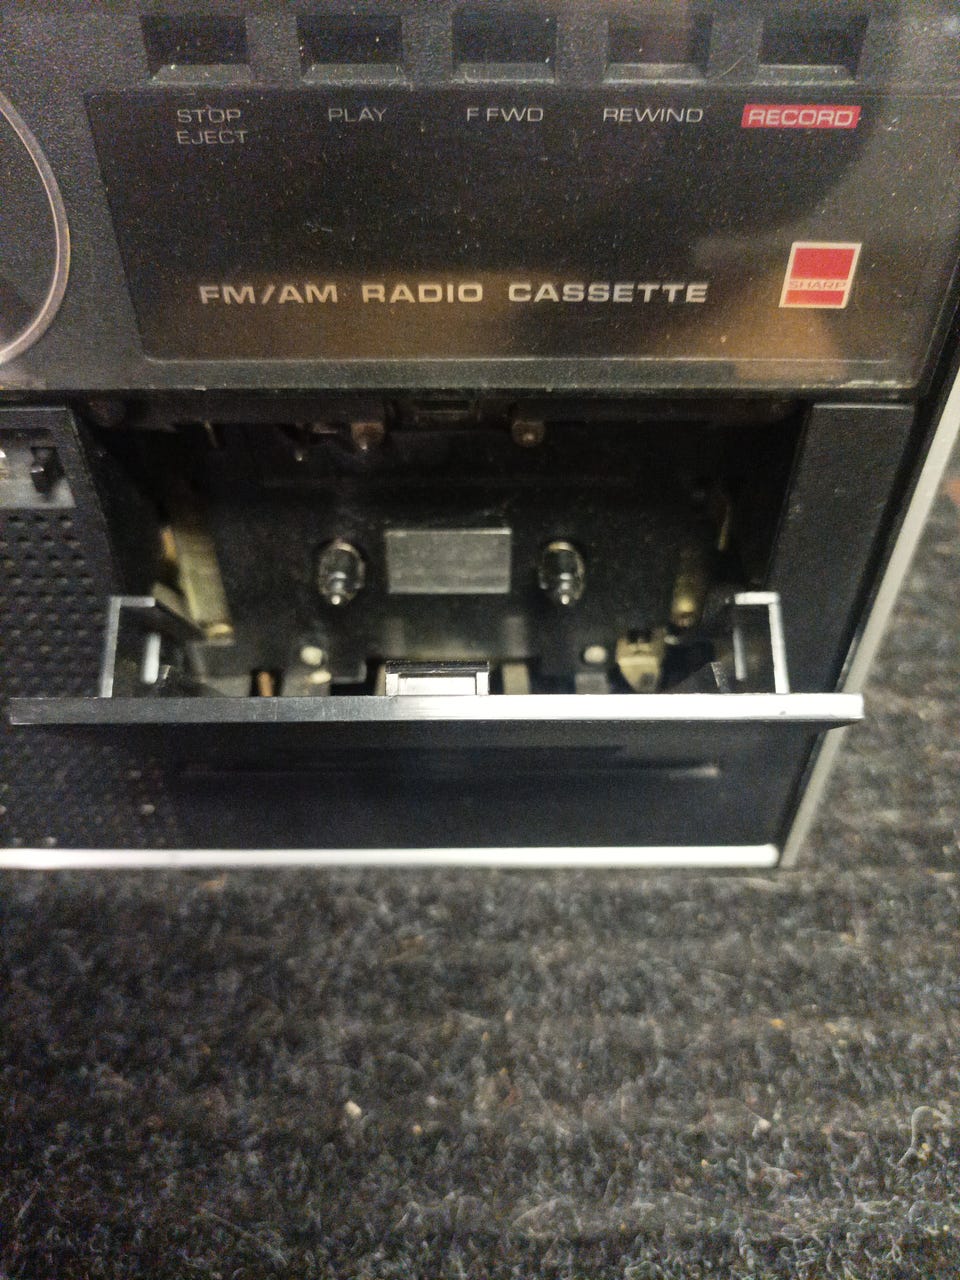 STOP PLAY F FWD REWIND RECORD
EJECT
FM/AM RADIO CASSETTE
SHARP